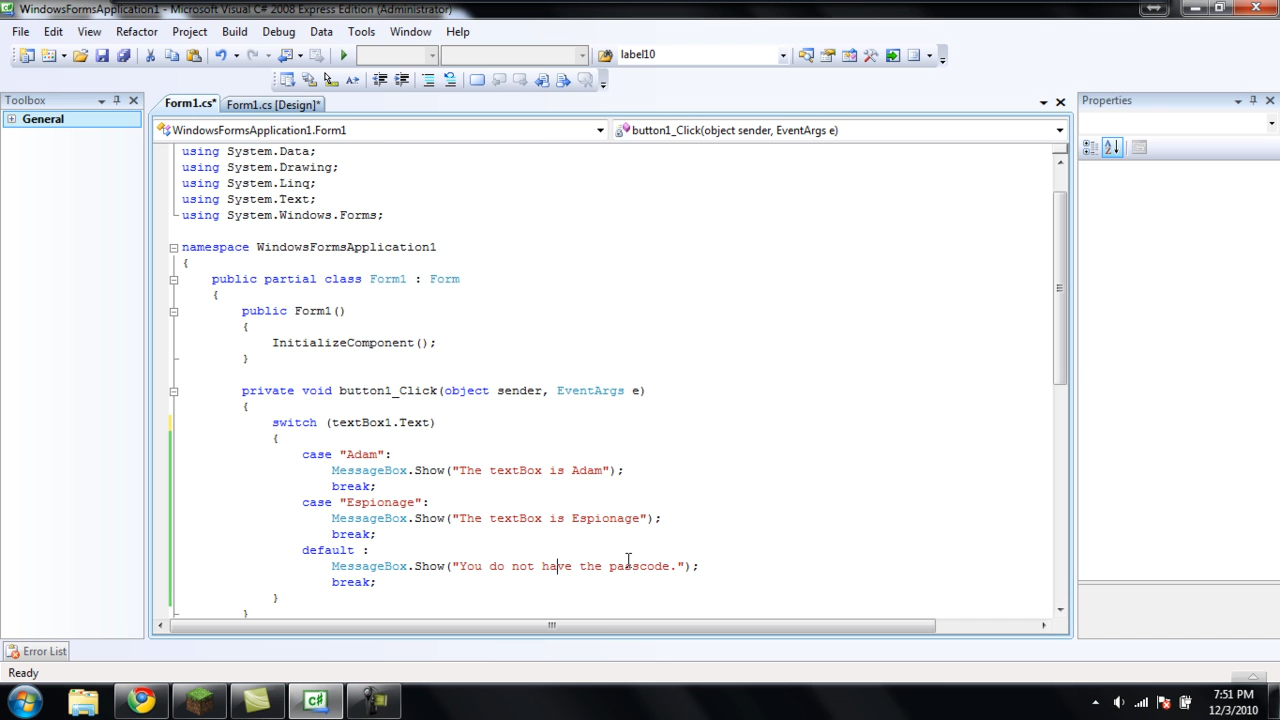 WindowsFormsApplication1 - Microsoft Visual C# 2008 Express Edition (Administrator)
File Edit View Refactor Project Build Debug Data Tools Window Help
label10
Toolbox
General
Form1.cs* Form1.cs [Design]*
WindowsFormsApplication1.Form1
button1_Click(object sender, EventArgs e)
Properties
using System.Data;
using System.Drawing;
using System.Linq;
using System.Text;
using System.Windows.Forms;
namespace WindowsFormsApplication1
{
public partial class Form1 : Form
{
public Form1()
{
InitializeComponent();
}
private void button1_Click(object sender, EventArgs e)
{
switch (textBox1.Text)
{
case "Adam":
MessageBox.Show("The textBox is Adam");
break;
case "Espionage":
MessageBox.Show("The textBox is Espionage");
break;
default :
MessageBox.Show("You do not have the passcode.");
break;
}
}
Error List
Ready
7:51 PM
12/3/2010